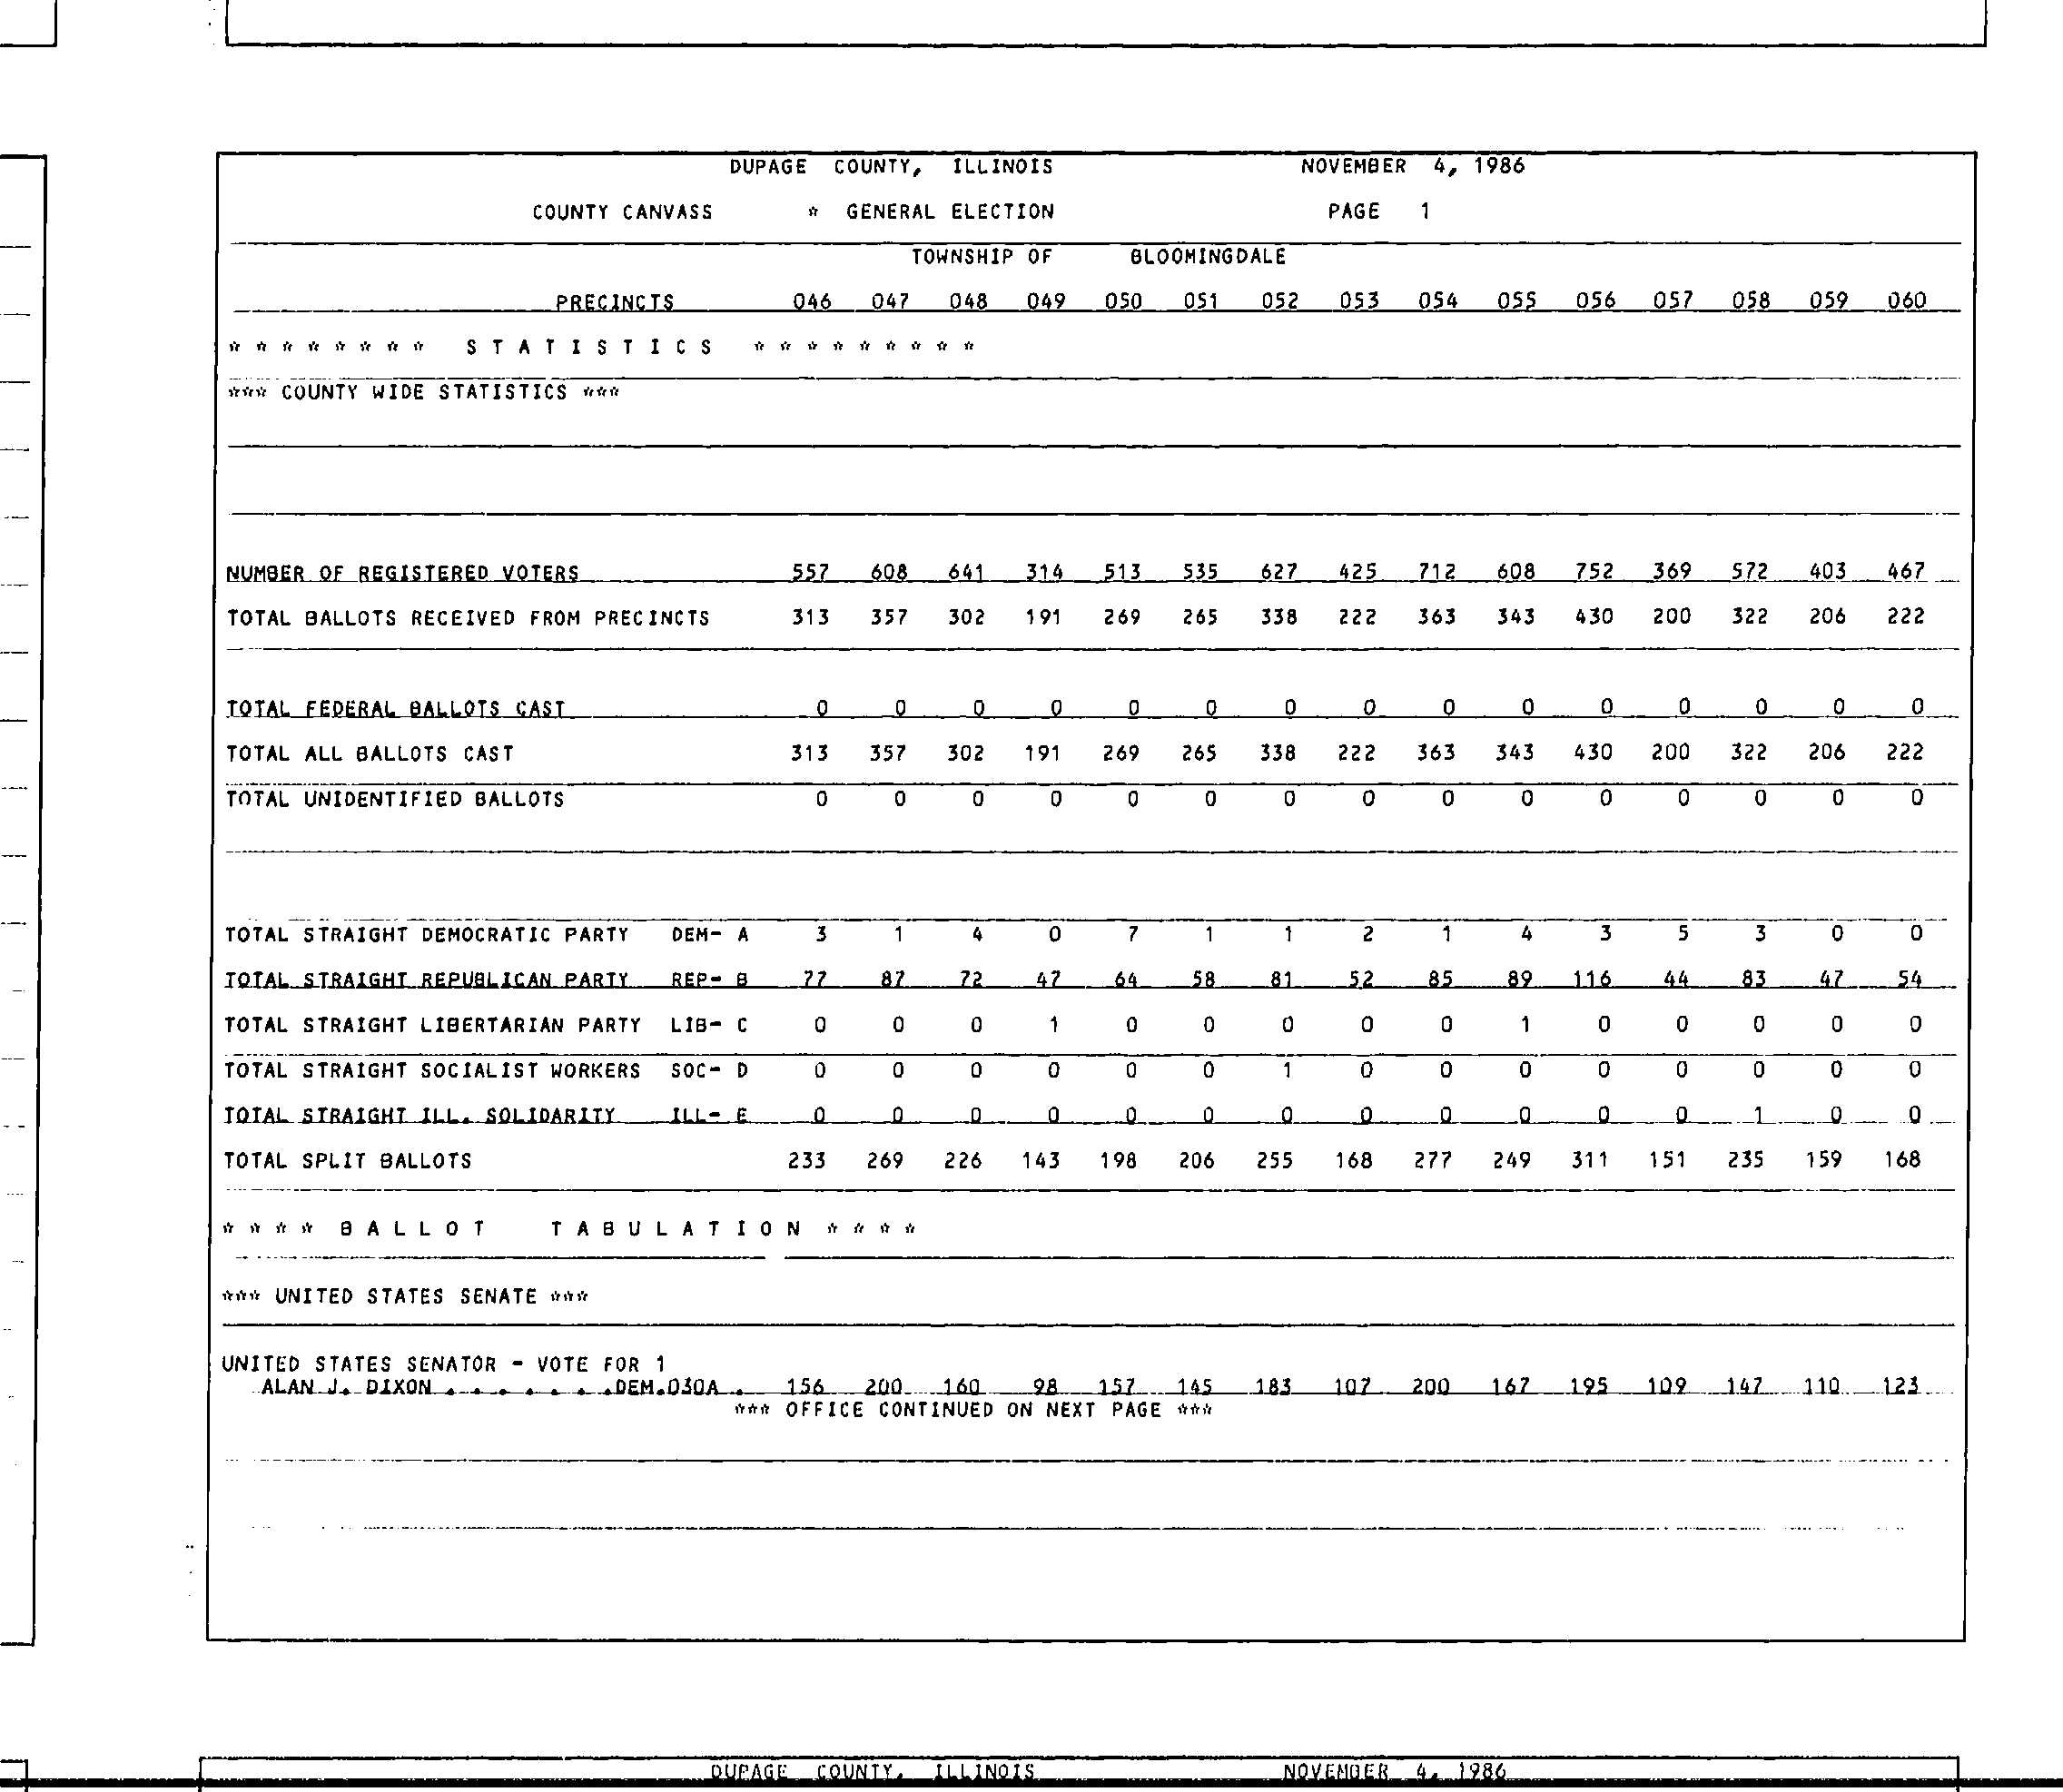 DUPAGE COUNTY, ILLINOIS NOVEMBER 4, 1986
COUNTY CANVASS * GENERAL ELECTION PAGE 1
TOWNSHIP OF BLOOMINGDALE
PRECINCTS 046 047 048 049 050 051 052 053 054 055 056 057 058 059 060
* * * * * * * * S T A T I S T I C S * * * * * * * * *
*** COUNTY WIDE STATISTICS ***
NUMBER OF REGISTERED VOTERS 557 608 641 314 513 535 627 425 712 608 752 369 572 403 467
TOTAL BALLOTS RECEIVED FROM PRECINCTS 313 357 302 191 269 265 338 222 363 343 430 200 322 206 222
TOTAL FEDERAL BALLOTS CAST 0 0 0 0 0 0 0 0 0 0 0 0 0 0 0
TOTAL ALL BALLOTS CAST 313 357 302 191 269 265 338 222 363 343 430 200 322 206 222
TOTAL UNIDENTIFIED BALLOTS 0 0 0 0 0 0 0 0 0 0 0 0 0 0 0
TOTAL STRAIGHT DEMOCRATIC PARTY DEM- A 3 1 4 0 7 1 1 2 1 4 3 5 3 0 0
TOTAL STRAIGHT REPUBLICAN PARTY REP- B 77 87 72 47 64 58 81 52 85 89 116 44 83 47 54
TOTAL STRAIGHT LIBERTARIAN PARTY LIB- C 0 0 0 1 0 0 0 0 0 1 0 0 0 0 0
TOTAL STRAIGHT SOCIALIST WORKERS SOC- D 0 0 0 0 0 0 1 0 0 0 0 0 0 0 0
TOTAL STRAIGHT ILL. SOLIDARITY ILL- E 0 0 0 0 0 0 0 0 0 0 0 0 1 0 0
TOTAL SPLIT BALLOTS 233 269 226 143 198 206 255 168 277 249 311 151 235 159 168
* * * * B A L L O T T A B U L A T I O N * * * *
*** UNITED STATES SENATE ***
UNITED STATES SENATOR - VOTE FOR 1
ALAN J. DIXON . . . . . . .DEM.030A . 156 200 160 98 157 145 183 107 200 167 195 109 147 110 123
*** OFFICE CONTINUED ON NEXT PAGE ***
DUPAGE COUNTY, ILLINOIS NOVEMBER 4, 1986